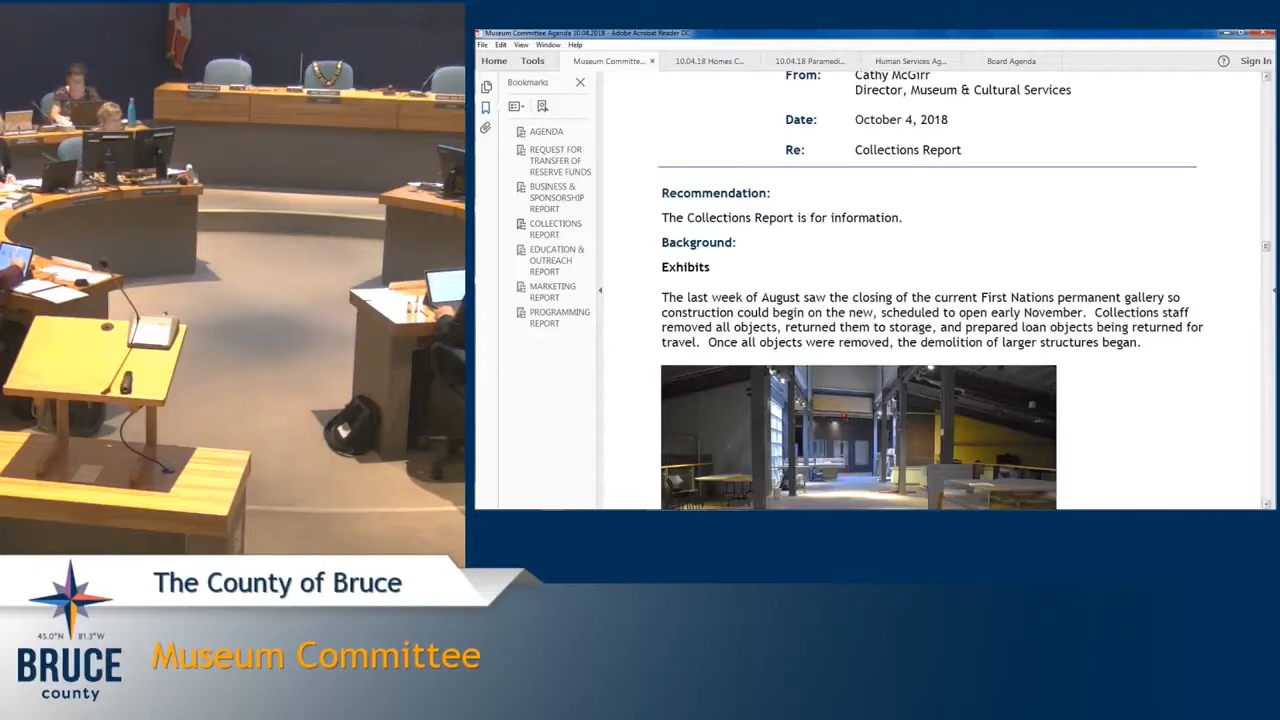 Museum Committee Agenda 10.04.2018 - Adobe Acrobat Reader DC
File Edit View Window Help
Home Tools Museum Committe... × 10.04.18 Homes C... 10.04.18 Paramedi... Human Services Ag... Board Agenda Sign In
Bookmarks
AGENDA
REQUEST FOR
TRANSFER OF
RESERVE FUNDS
BUSINESS &
SPONSORSHIP
REPORT
COLLECTIONS
REPORT
EDUCATION &
OUTREACH
REPORT
MARKETING
REPORT
PROGRAMMING
REPORT
From: Cathy McGirr
Director, Museum & Cultural Services
Date: October 4, 2018
Re: Collections Report
Recommendation:
The Collections Report is for information.
Background:
Exhibits
The last week of August saw the closing of the current First Nations permanent gallery so
construction could begin on the new, scheduled to open early November. Collections staff
removed all objects, returned them to storage, and prepared loan objects being returned for
travel. Once all objects were removed, the demolition of larger structures began.
The County of Bruce
Museum Committee
45.0°N 81.3°W
BRUCE
county